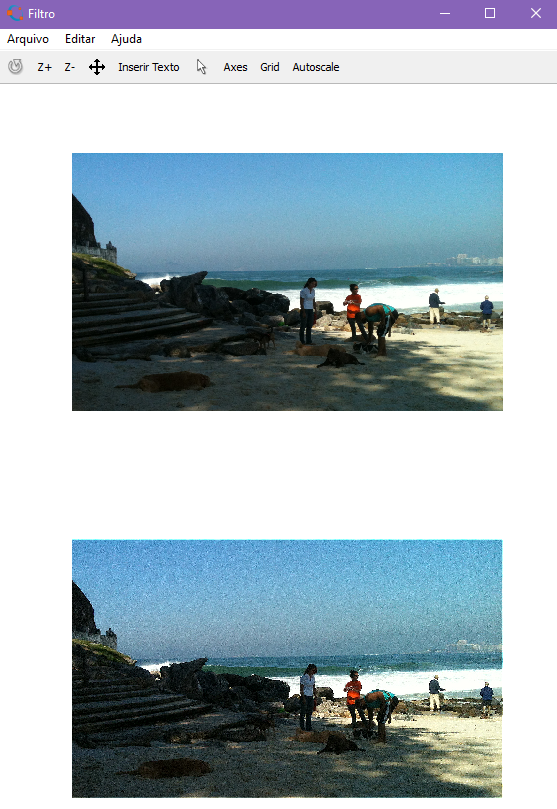 Filtro
Arquivo Editar Ajuda
Z+ Z- Inserir Texto Axes Grid Autoscale